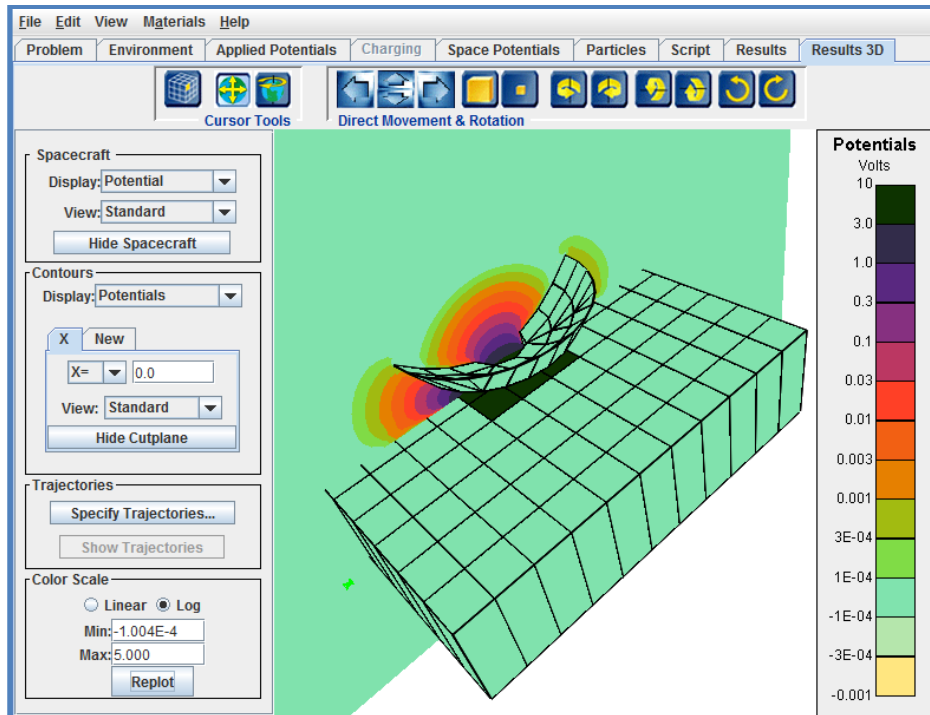 File Edit View Materials Help
Problem Environment Applied Potentials Charging Space Potentials Particles Script Results Results 3D
Cursor Tools Direct Movement & Rotation
Spacecraft
Display: Potential
View: Standard
Hide Spacecraft
Contours
Display: Potentials
X New
X= 0.0
View: Standard
Hide Cutplane
Trajectories
Specify Trajectories...
Show Trajectories
Color Scale
Linear Log
Min: -1.004E-4
Max: 5.000
Replot
Potentials
Volts
10
3.0
1.0
0.3
0.1
0.03
0.01
0.003
0.001
3E-04
1E-04
-1E-04
-3E-04
-0.001